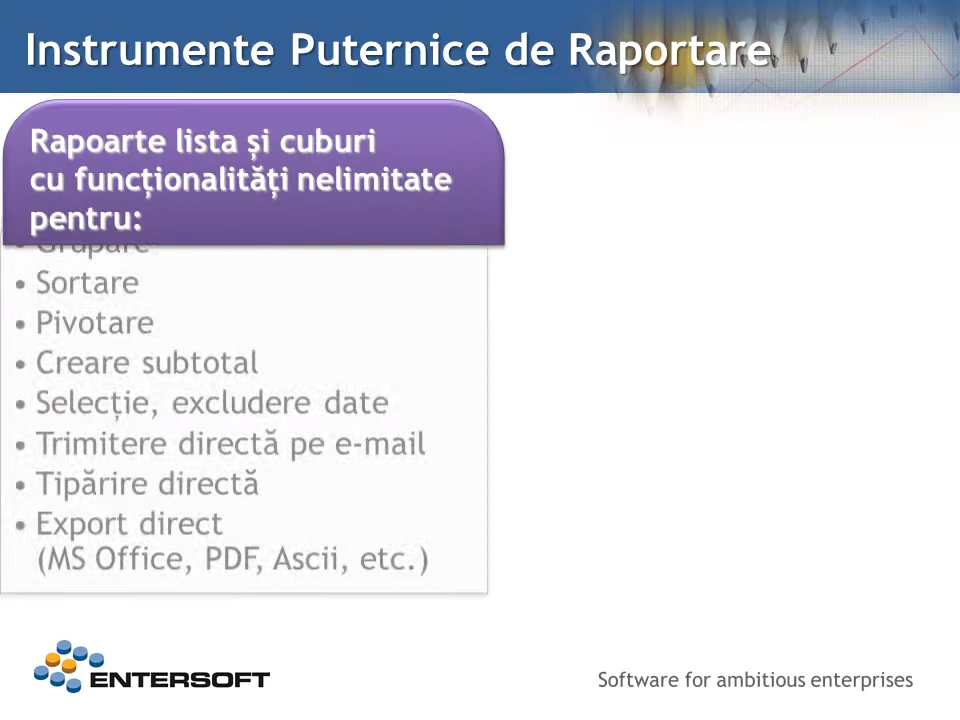 Instrumente Puternice de Raportare
Rapoarte lista și cuburi
cu funcționalități nelimitate
pentru:
• Grupare
• Sortare
• Pivotare
• Creare subtotal
• Selecție, excludere date
• Trimitere directă pe e-mail
• Tipărire directă
• Export direct
(MS Office, PDF, Ascii, etc.)
ENTERSOFT
Software for ambitious enterprises